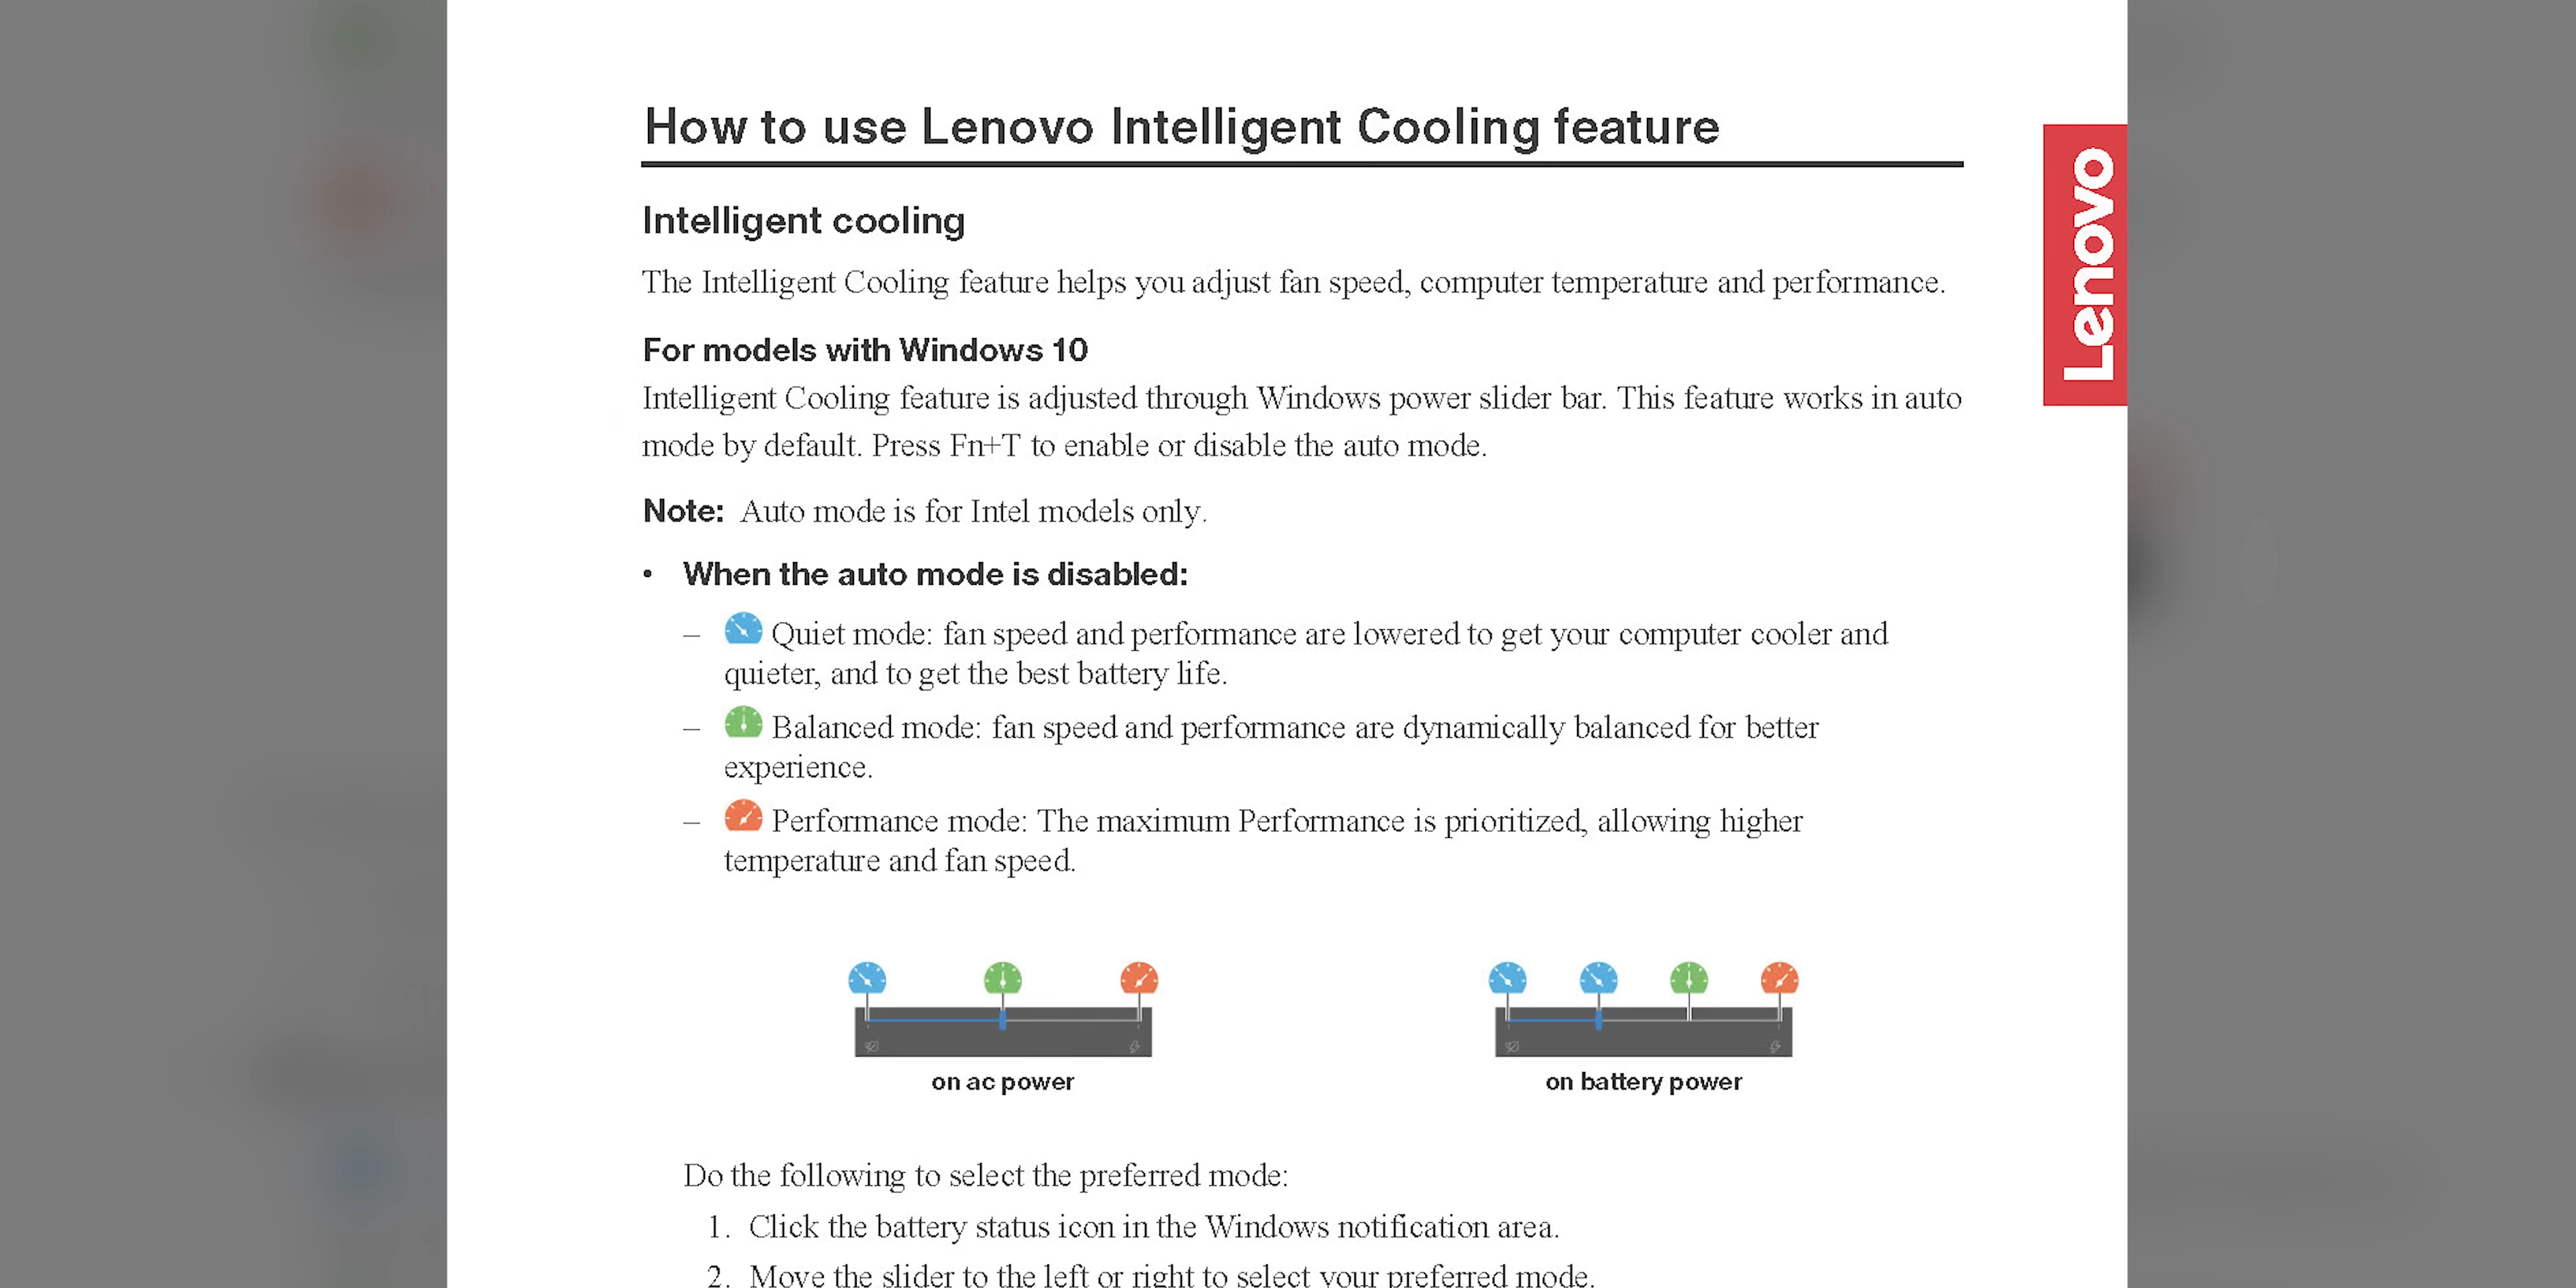 How to use Lenovo Intelligent Cooling feature
Lenovo
Intelligent cooling
The Intelligent Cooling feature helps you adjust fan speed, computer temperature and performance.
For models with Windows 10
Intelligent Cooling feature is adjusted through Windows power slider bar. This feature works in auto
mode by default. Press Fn+T to enable or disable the auto mode.
Note: Auto mode is for Intel models only.
• When the auto mode is disabled:
– Quiet mode: fan speed and performance are lowered to get your computer cooler and
quieter, and to get the best battery life.
– Balanced mode: fan speed and performance are dynamically balanced for better
experience.
– Performance mode: The maximum Performance is prioritized, allowing higher
temperature and fan speed.
on ac power
on battery power
Do the following to select the preferred mode:
1. Click the battery status icon in the Windows notification area.
2. Move the slider to the left or right to select your preferred mode.